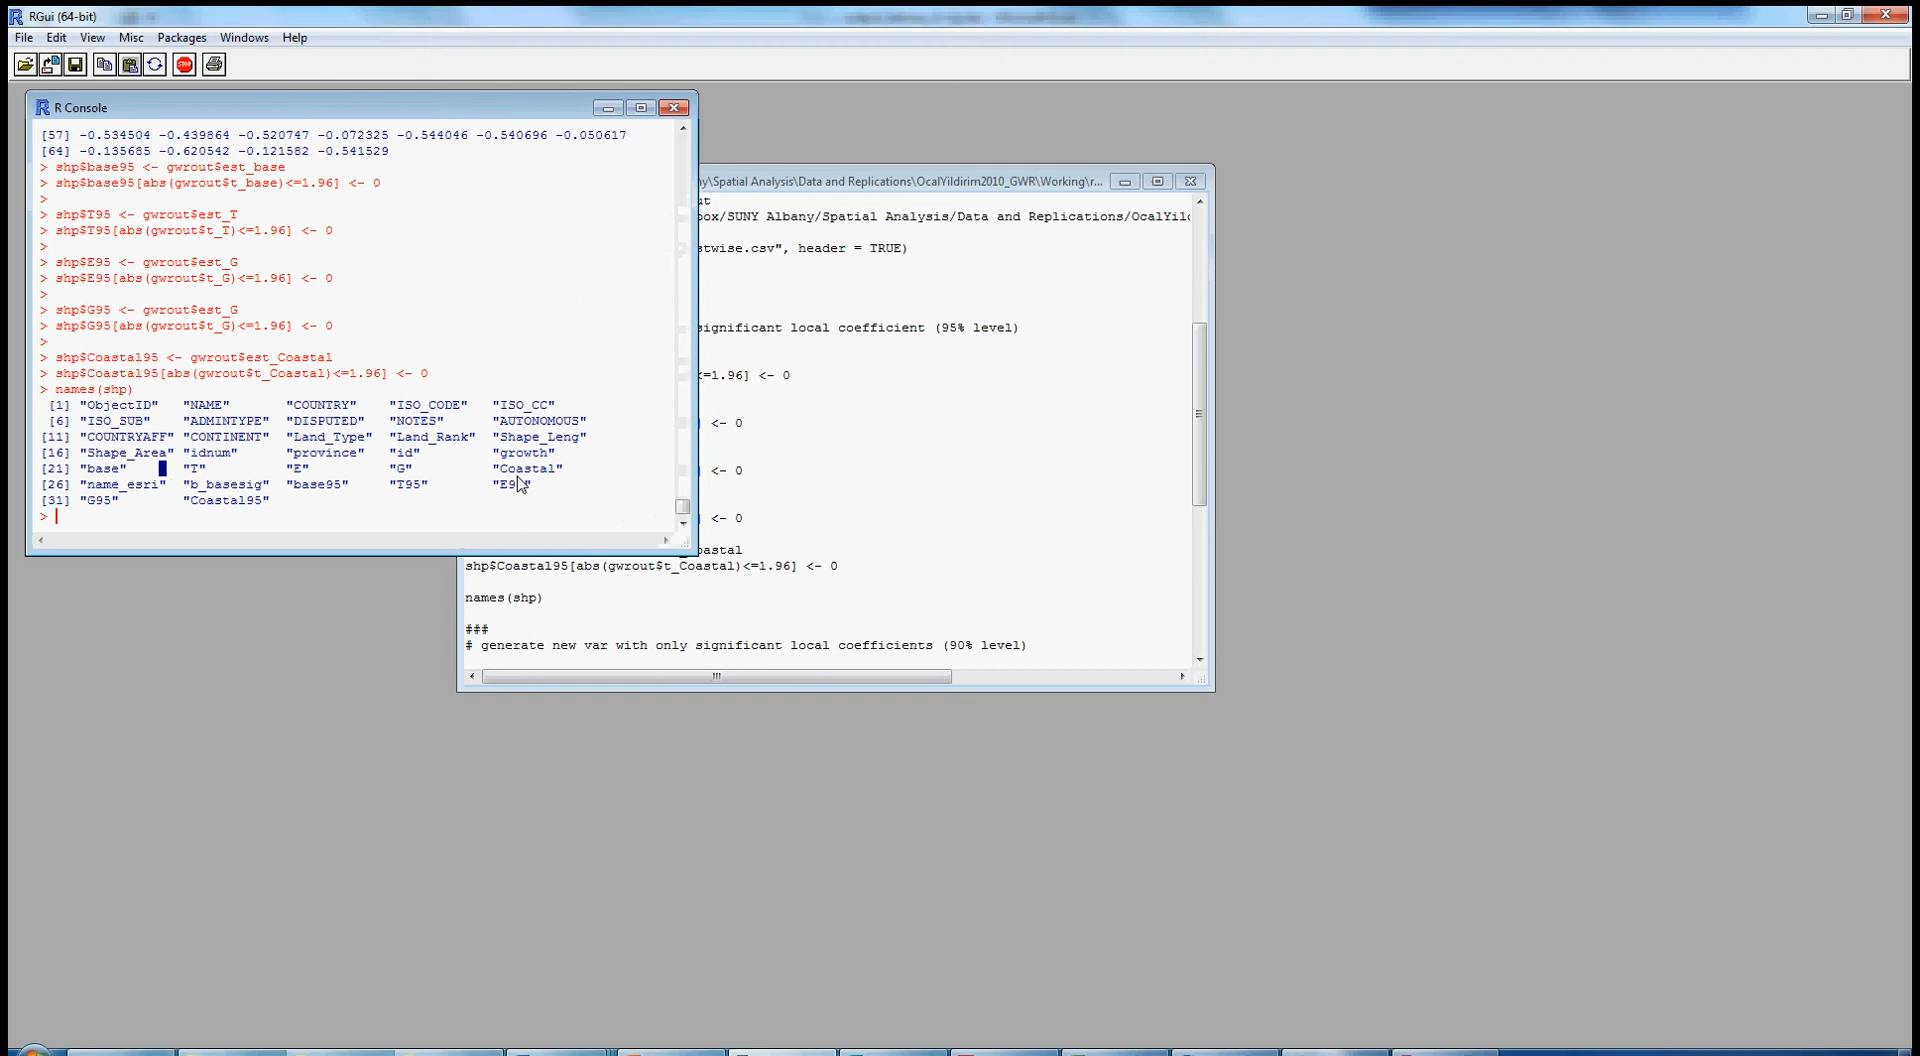 RGui (64-bit)
File Edit View Misc Packages Windows Help
R Console
[57] -0.534504 -0.439864 -0.520747 -0.072325 -0.544046 -0.540696 -0.050617
[64] -0.135685 -0.620542 -0.121582 -0.541529
> shp$base95 <- gwrout$est_base
> shp$base95[abs(gwrout$t_base)<=1.96] <- 0
>
> shp$T95 <- gwrout$est_T
> shp$T95[abs(gwrout$t_T)<=1.96] <- 0
>
> shp$E95 <- gwrout$est_G
> shp$E95[abs(gwrout$t_G)<=1.96] <- 0
>
> shp$G95 <- gwrout$est_G
> shp$G95[abs(gwrout$t_G)<=1.96] <- 0
>
> shp$Coastal95 <- gwrout$est_Coastal
> shp$Coastal95[abs(gwrout$t_Coastal)<=1.96] <- 0
> names(shp)
[1] "ObjectID" "NAME" "COUNTRY" "ISO_CODE" "ISO_CC"
[6] "ISO_SUB" "ADMINTYPE" "DISPUTED" "NOTES" "AUTONOMOUS"
[11] "COUNTRYAFF" "CONTINENT" "Land_Type" "Land_Rank" "Shape_Leng"
[16] "Shape_Area" "idnum" "province" "id" "growth"
[21] "base" "T" "E" "G" "Coastal"
[26] "name_esri" "b_basesig" "base95" "T95" "E95"
[31] "G95" "Coastal95"
>
y\Spatial Analysis\Data and Replications\OcalYildirim2010_GWR\Working\r...
ut
box/SUNY Albany/Spatial Analysis/Data and Replications/OcalYil
stwise.csv", header = TRUE)
significant local coefficient (95% level)
<=1.96] <- 0
<- 0
<- 0
<- 0
oastal
shp$Coastal95[abs(gwrout$t_Coastal)<=1.96] <- 0
names(shp)
###
# generate new var with only significant local coefficients (90% level)